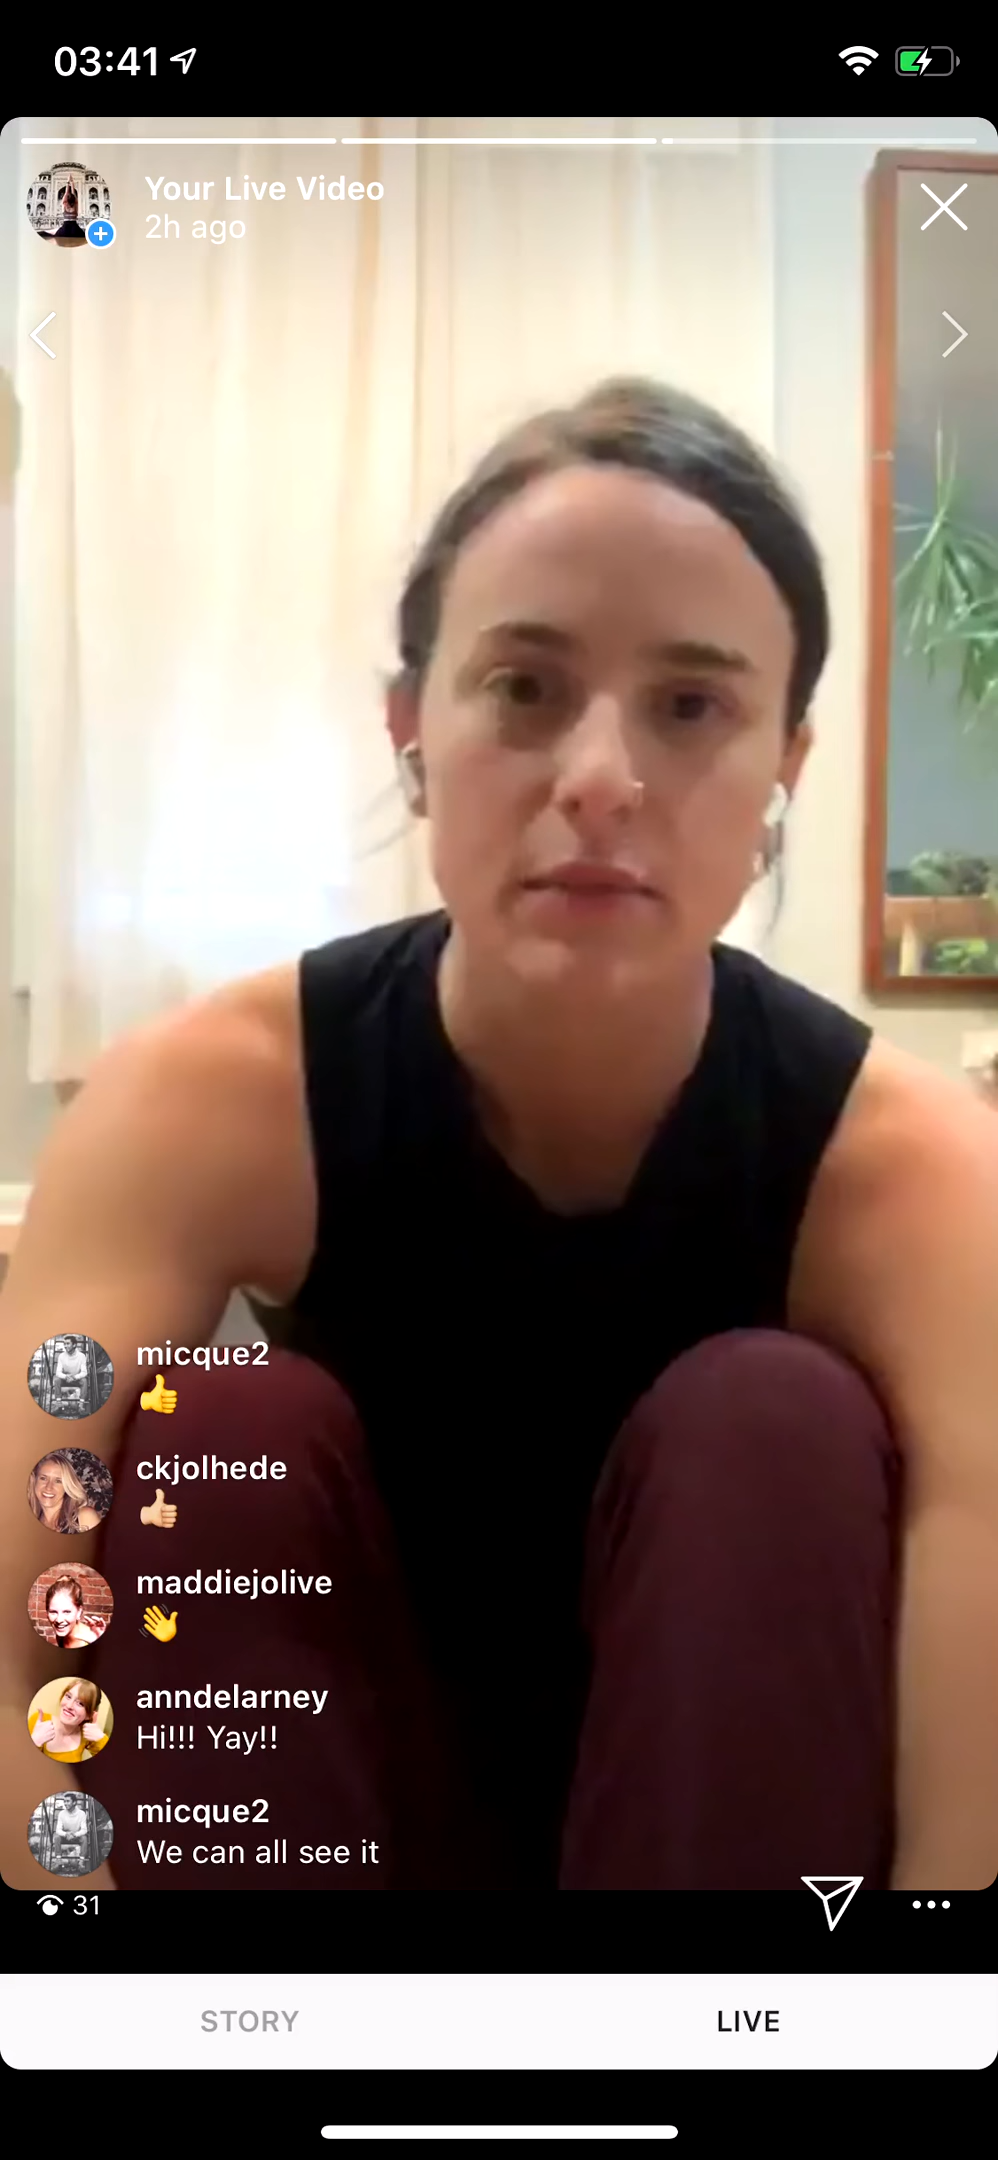 03:41
Your Live Video
2h ago
micque2
👍
ckjolhede
👍🏼
maddiejolive
👋
anndelarney
Hi!!! Yay!!
micque2
We can all see it
31
STORY
LIVE